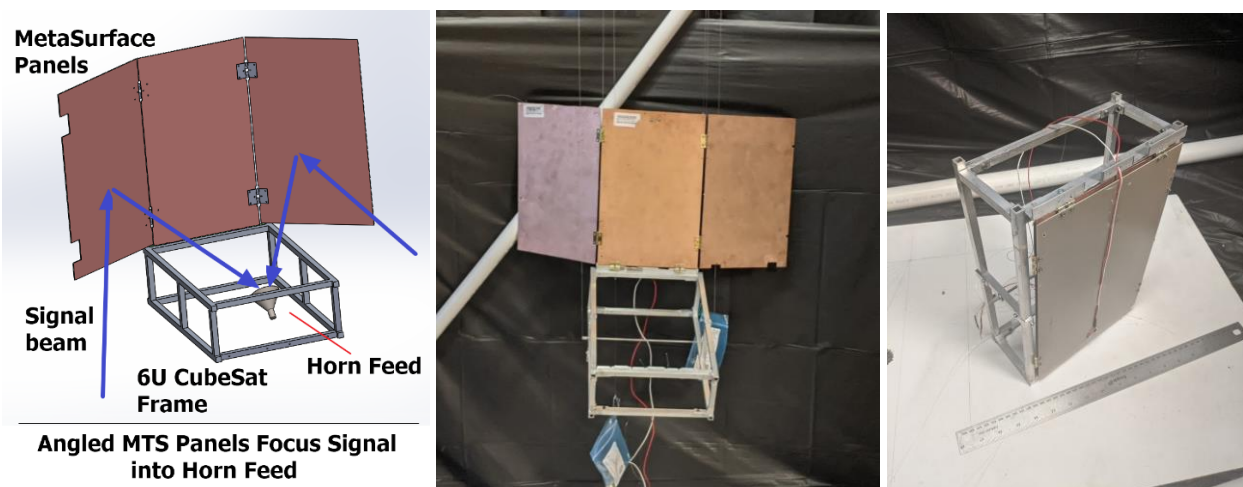 MetaSurface
Panels
Signal
beam
Horn Feed
6U CubeSat
Frame
Angled MTS Panels Focus Signal
into Horn Feed